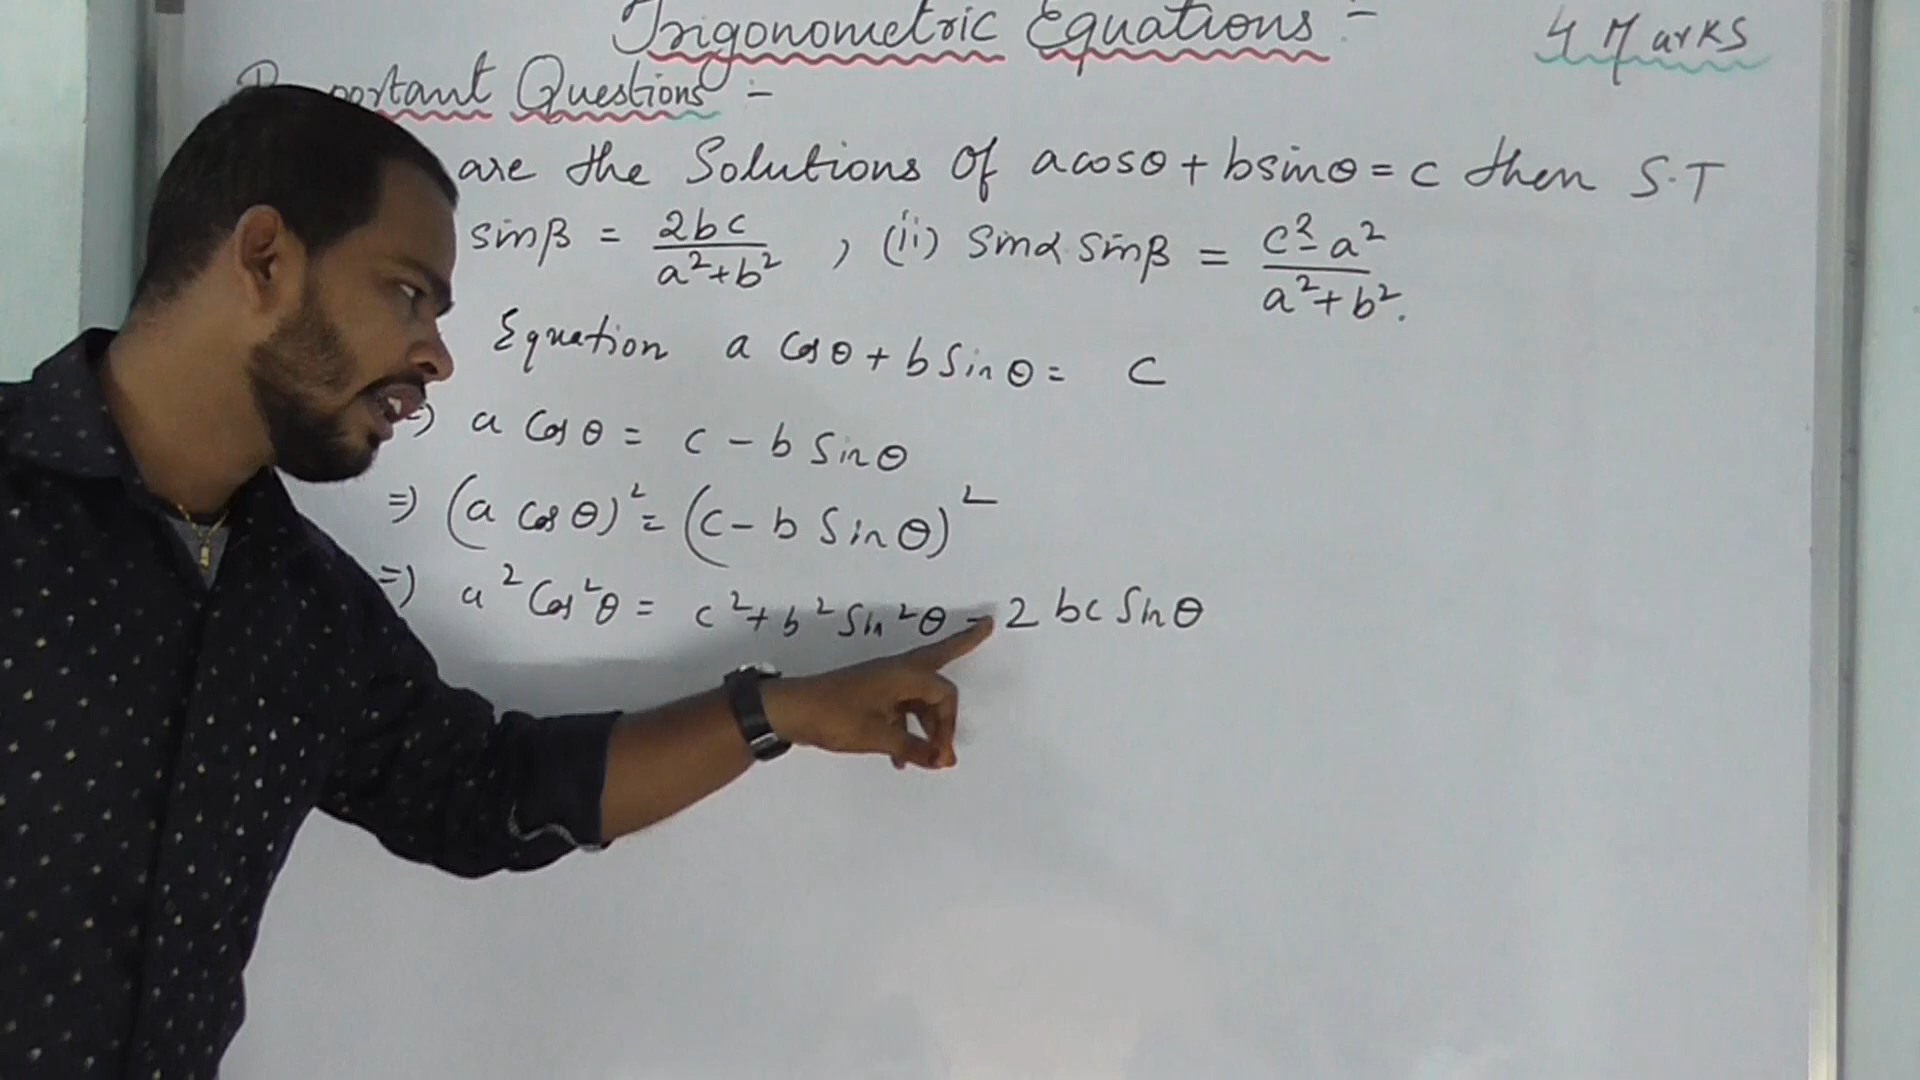 Trigonometric Equations :-
4 Marks
Questions :-
are the Solutions Of acosθ + bsinθ = c then S.T
sinβ = 2bc / a²+b² , (ii) Sinα sinβ = c²-a² / a²+b².
Equation a Cosθ + b Sinθ = c
=) a Cosθ = c - b Sinθ
=) (a cosθ)² = (c - b Sinθ)²
=) a² Cos²θ = c² + b² Sin²θ - 2 bc Sinθ